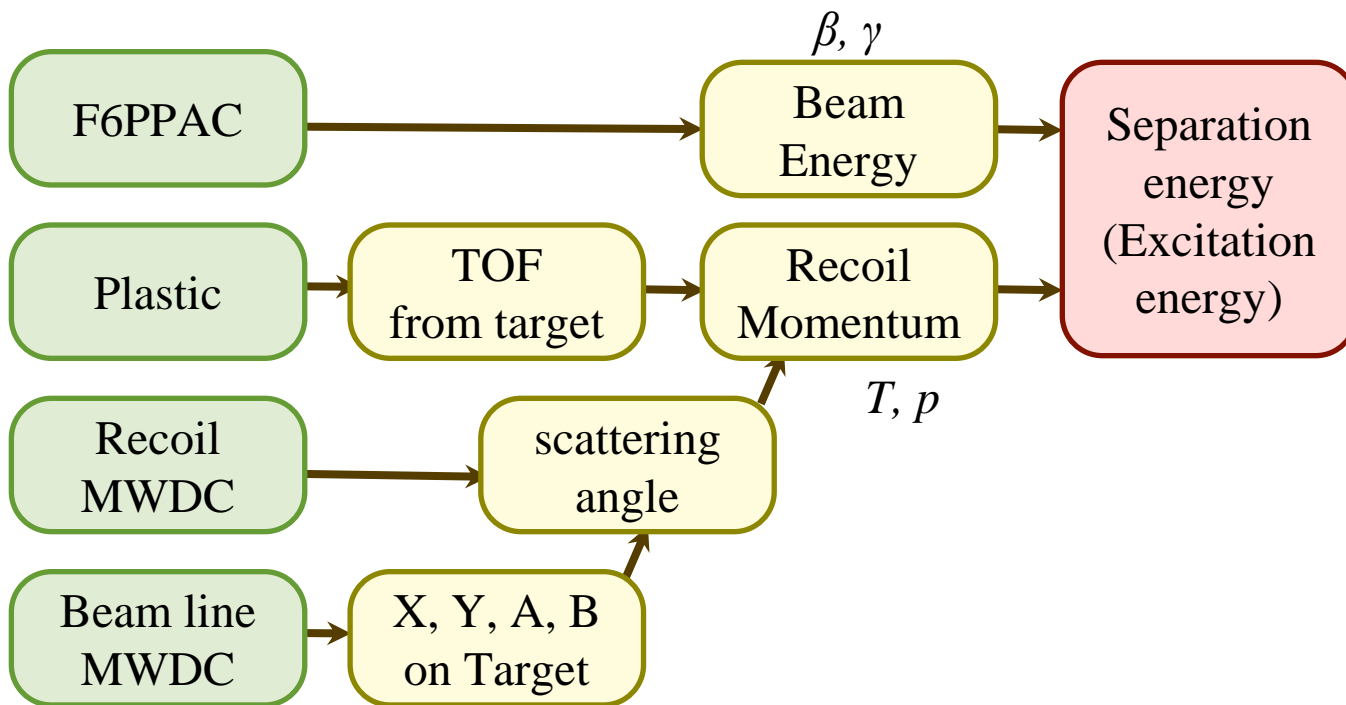 β, γ
F6PPAC
Beam
Energy
Separation
energy
(Excitation
energy)
Plastic
TOF
from target
Recoil
Momentum
T, p
Recoil
MWDC
scattering
angle
Beam line
MWDC
X, Y, A, B
on Target